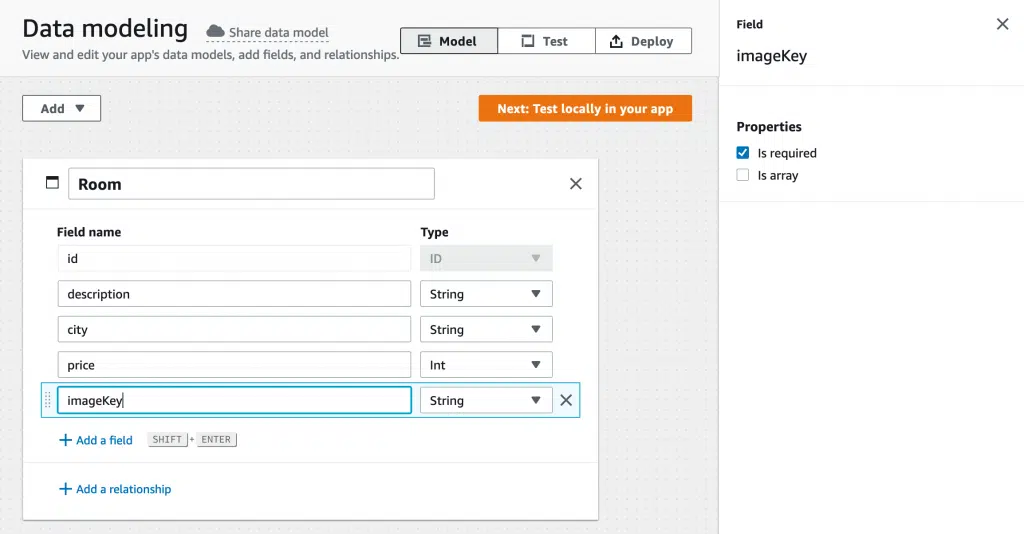 Data modeling
Share data model
View and edit your app's data models, add fields, and relationships.
Model
Test
Deploy
Add
Next: Test locally in your app
Room
Field name Type
id ID
description String
city String
price Int
imageKey String
Add a field SHIFT + ENTER
Add a relationship
Field
imageKey
Properties
Is required
Is array